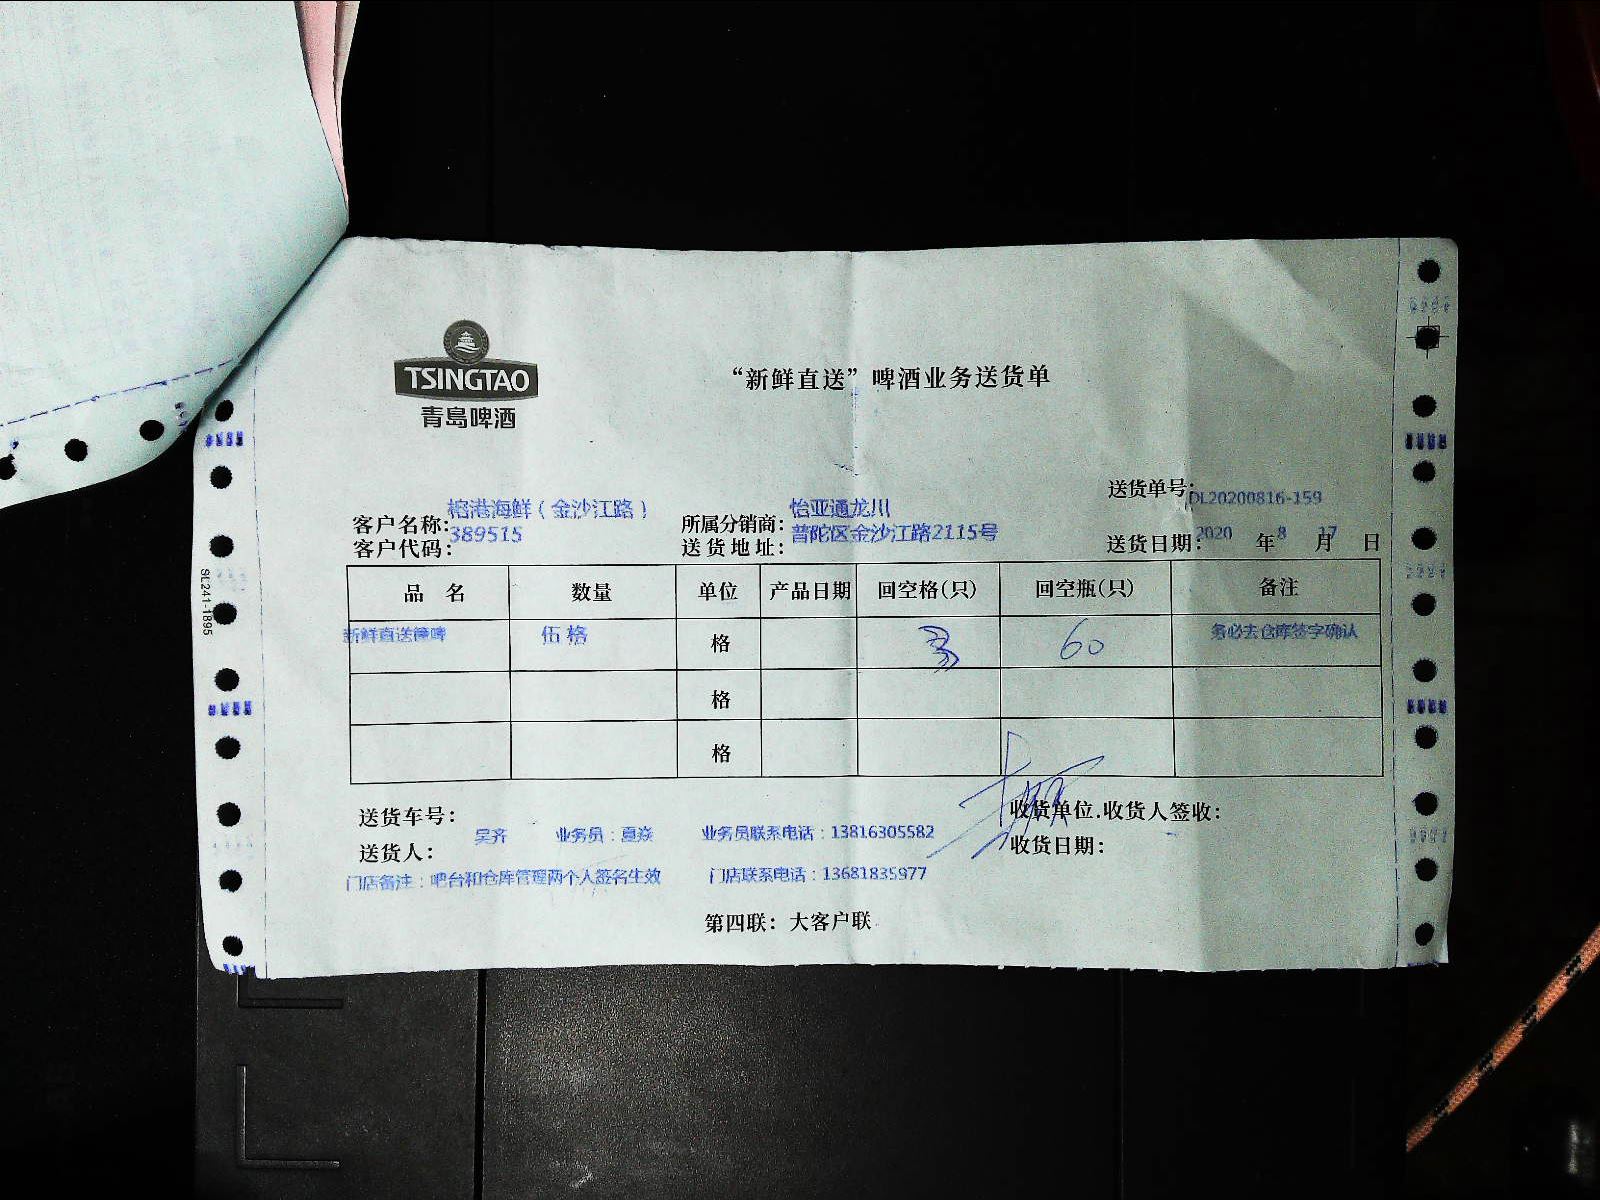 TSINGTAO
青岛啤酒
“新鲜直送”啤酒业务送货单
送货单号: DL20200816-159
客户名称: 榕港海鲜（金沙江路） 所属分销商: 怡亚通龙川
客户代码: 389515 送货地址: 普陀区金沙江路2115号 送货日期: 2020 年 8 月 17 日
品 名 数量 单位 产品日期 回空格(只) 回空瓶(只) 备注
新鲜直送 伍格 格 60 务必去仓库签字确认
格
格
送货车号: 收货单位.收货人签收:
送货人: 吴齐 业务员：夏焱 业务员联系电话：13816305582 收货日期:
门店备注：吧台和仓库管理两个人签名生效 门店联系电话：13681835977
第四联: 大客户联
SL241-1895